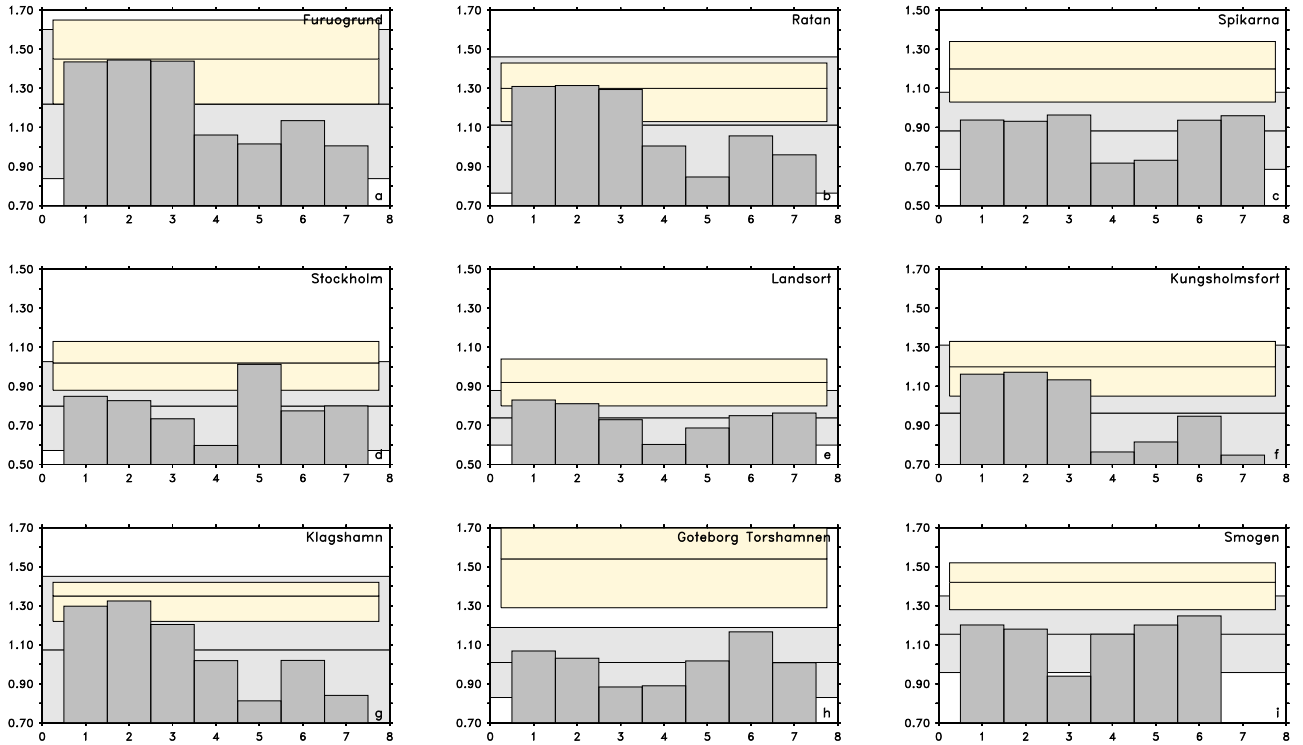 1.70 1.50 1.30 1.10 0.90 0.70
Furuogrund
a
0 1 2 3 4 5 6 7 8
1.70 1.50 1.30 1.10 0.90 0.70
Ratan
b
0 1 2 3 4 5 6 7 8
1.50 1.30 1.10 0.90 0.70 0.50
Spikarna
c
0 1 2 3 4 5 6 7 8
1.50 1.30 1.10 0.90 0.70 0.50
Stockholm
d
0 1 2 3 4 5 6 7 8
1.50 1.30 1.10 0.90 0.70 0.50
Landsort
e
0 1 2 3 4 5 6 7 8
1.70 1.50 1.30 1.10 0.90 0.70
Kungsholmsfort
f
0 1 2 3 4 5 6 7 8
1.70 1.50 1.30 1.10 0.90 0.70
Klagshamn
g
0 1 2 3 4 5 6 7 8
1.70 1.50 1.30 1.10 0.90 0.70
Goteborg Torshamnen
h
0 1 2 3 4 5 6 7 8
1.70 1.50 1.30 1.10 0.90 0.70
Smogen
i
0 1 2 3 4 5 6 7 8